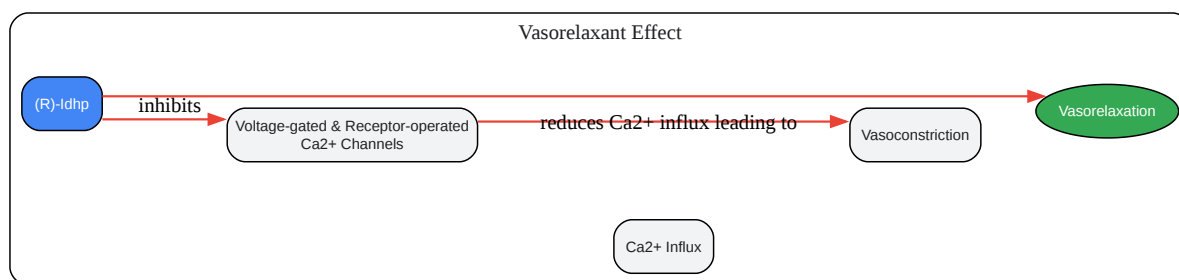 Vasorelaxant Effect
(R)-Idhp
inhibits
Voltage-gated & Receptor-operated
Ca2+ Channels
reduces Ca2+ influx leading to
Vasoconstriction
Vasorelaxation
Ca2+ Influx